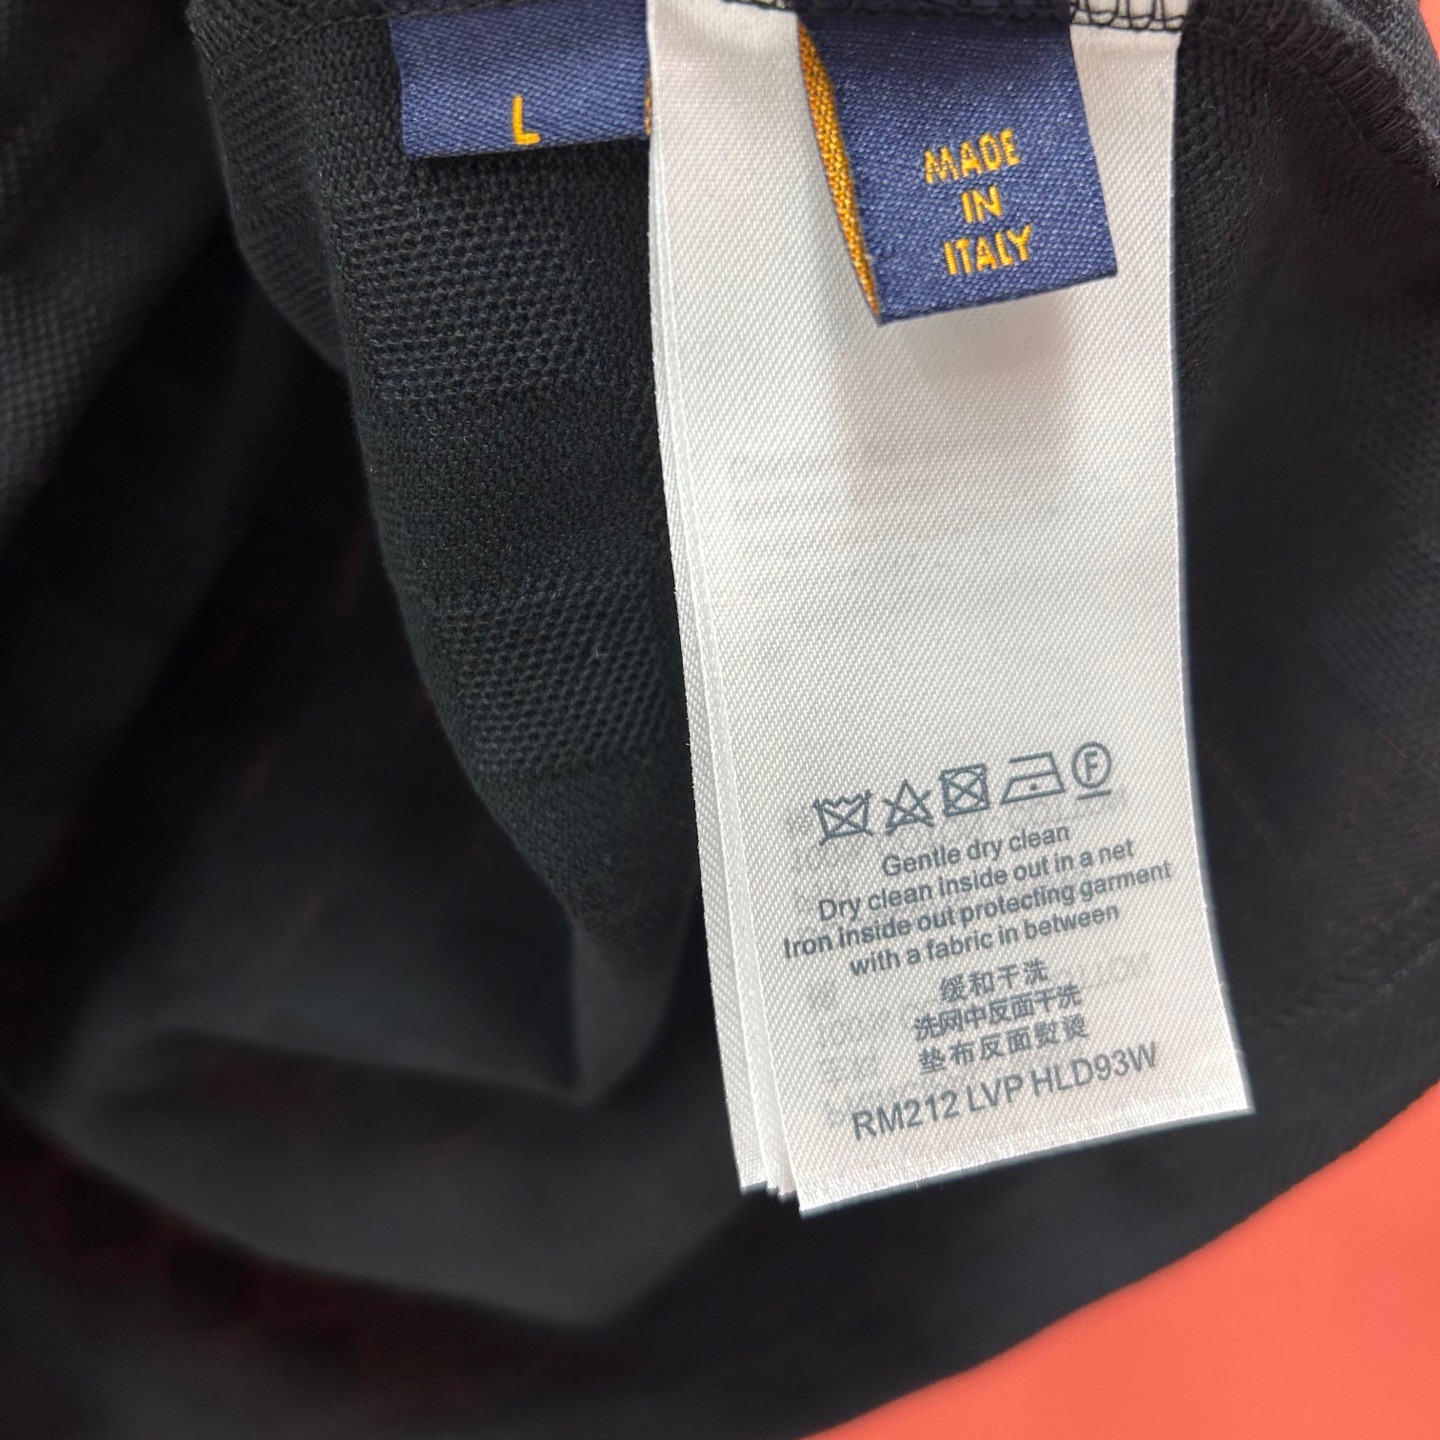 L
MADE
IN
ITALY
F
Gentle dry clean
Dry clean inside out in a net
Iron inside out protecting garment
with a fabric in between
缓和干洗
洗网中反面干洗
垫布反面熨烫
RM212 LVP HLD93W